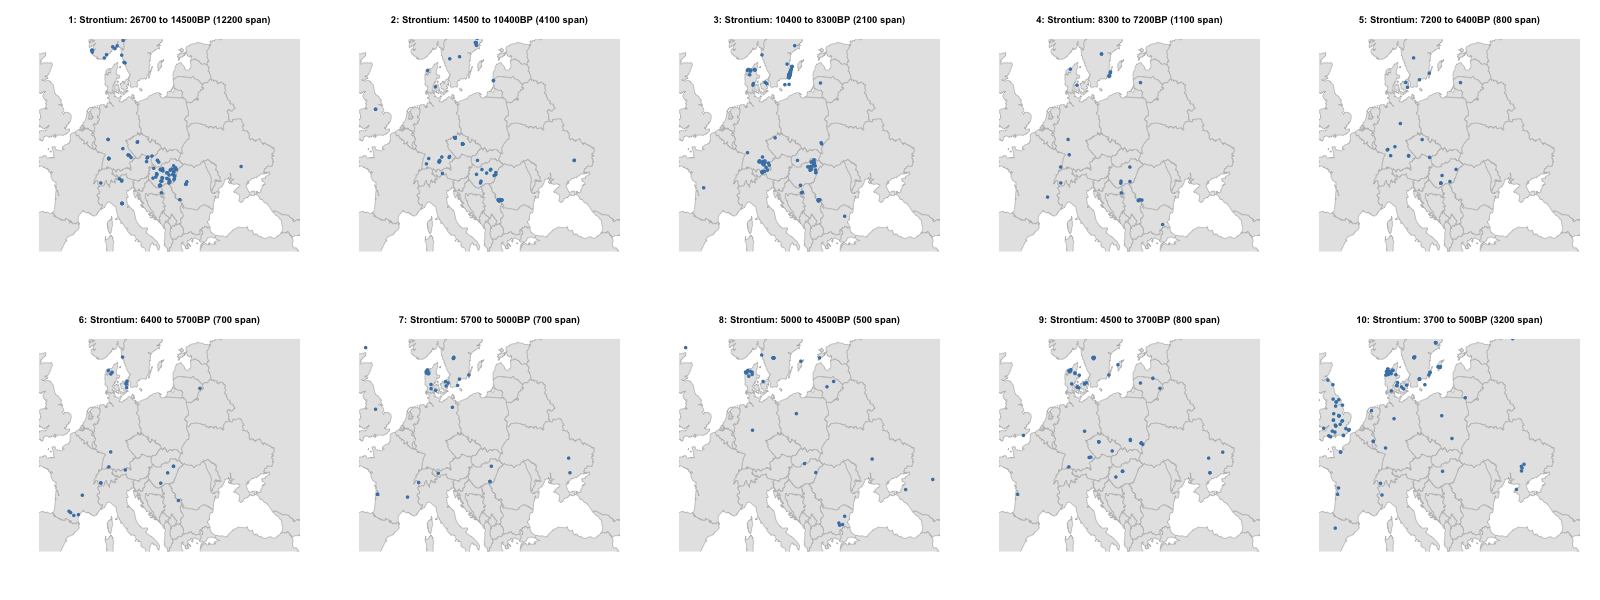 1: Strontium: 26700 to 14500BP (12200 span)
2: Strontium: 14500 to 10400BP (4100 span)
3: Strontium: 10400 to 8300BP (2100 span)
4: Strontium: 8300 to 7200BP (1100 span)
5: Strontium: 7200 to 6400BP (800 span)
6: Strontium: 6400 to 5700BP (700 span)
7: Strontium: 5700 to 5000BP (700 span)
8: Strontium: 5000 to 4500BP (500 span)
9: Strontium: 4500 to 3700BP (800 span)
10: Strontium: 3700 to 500BP (3200 span)